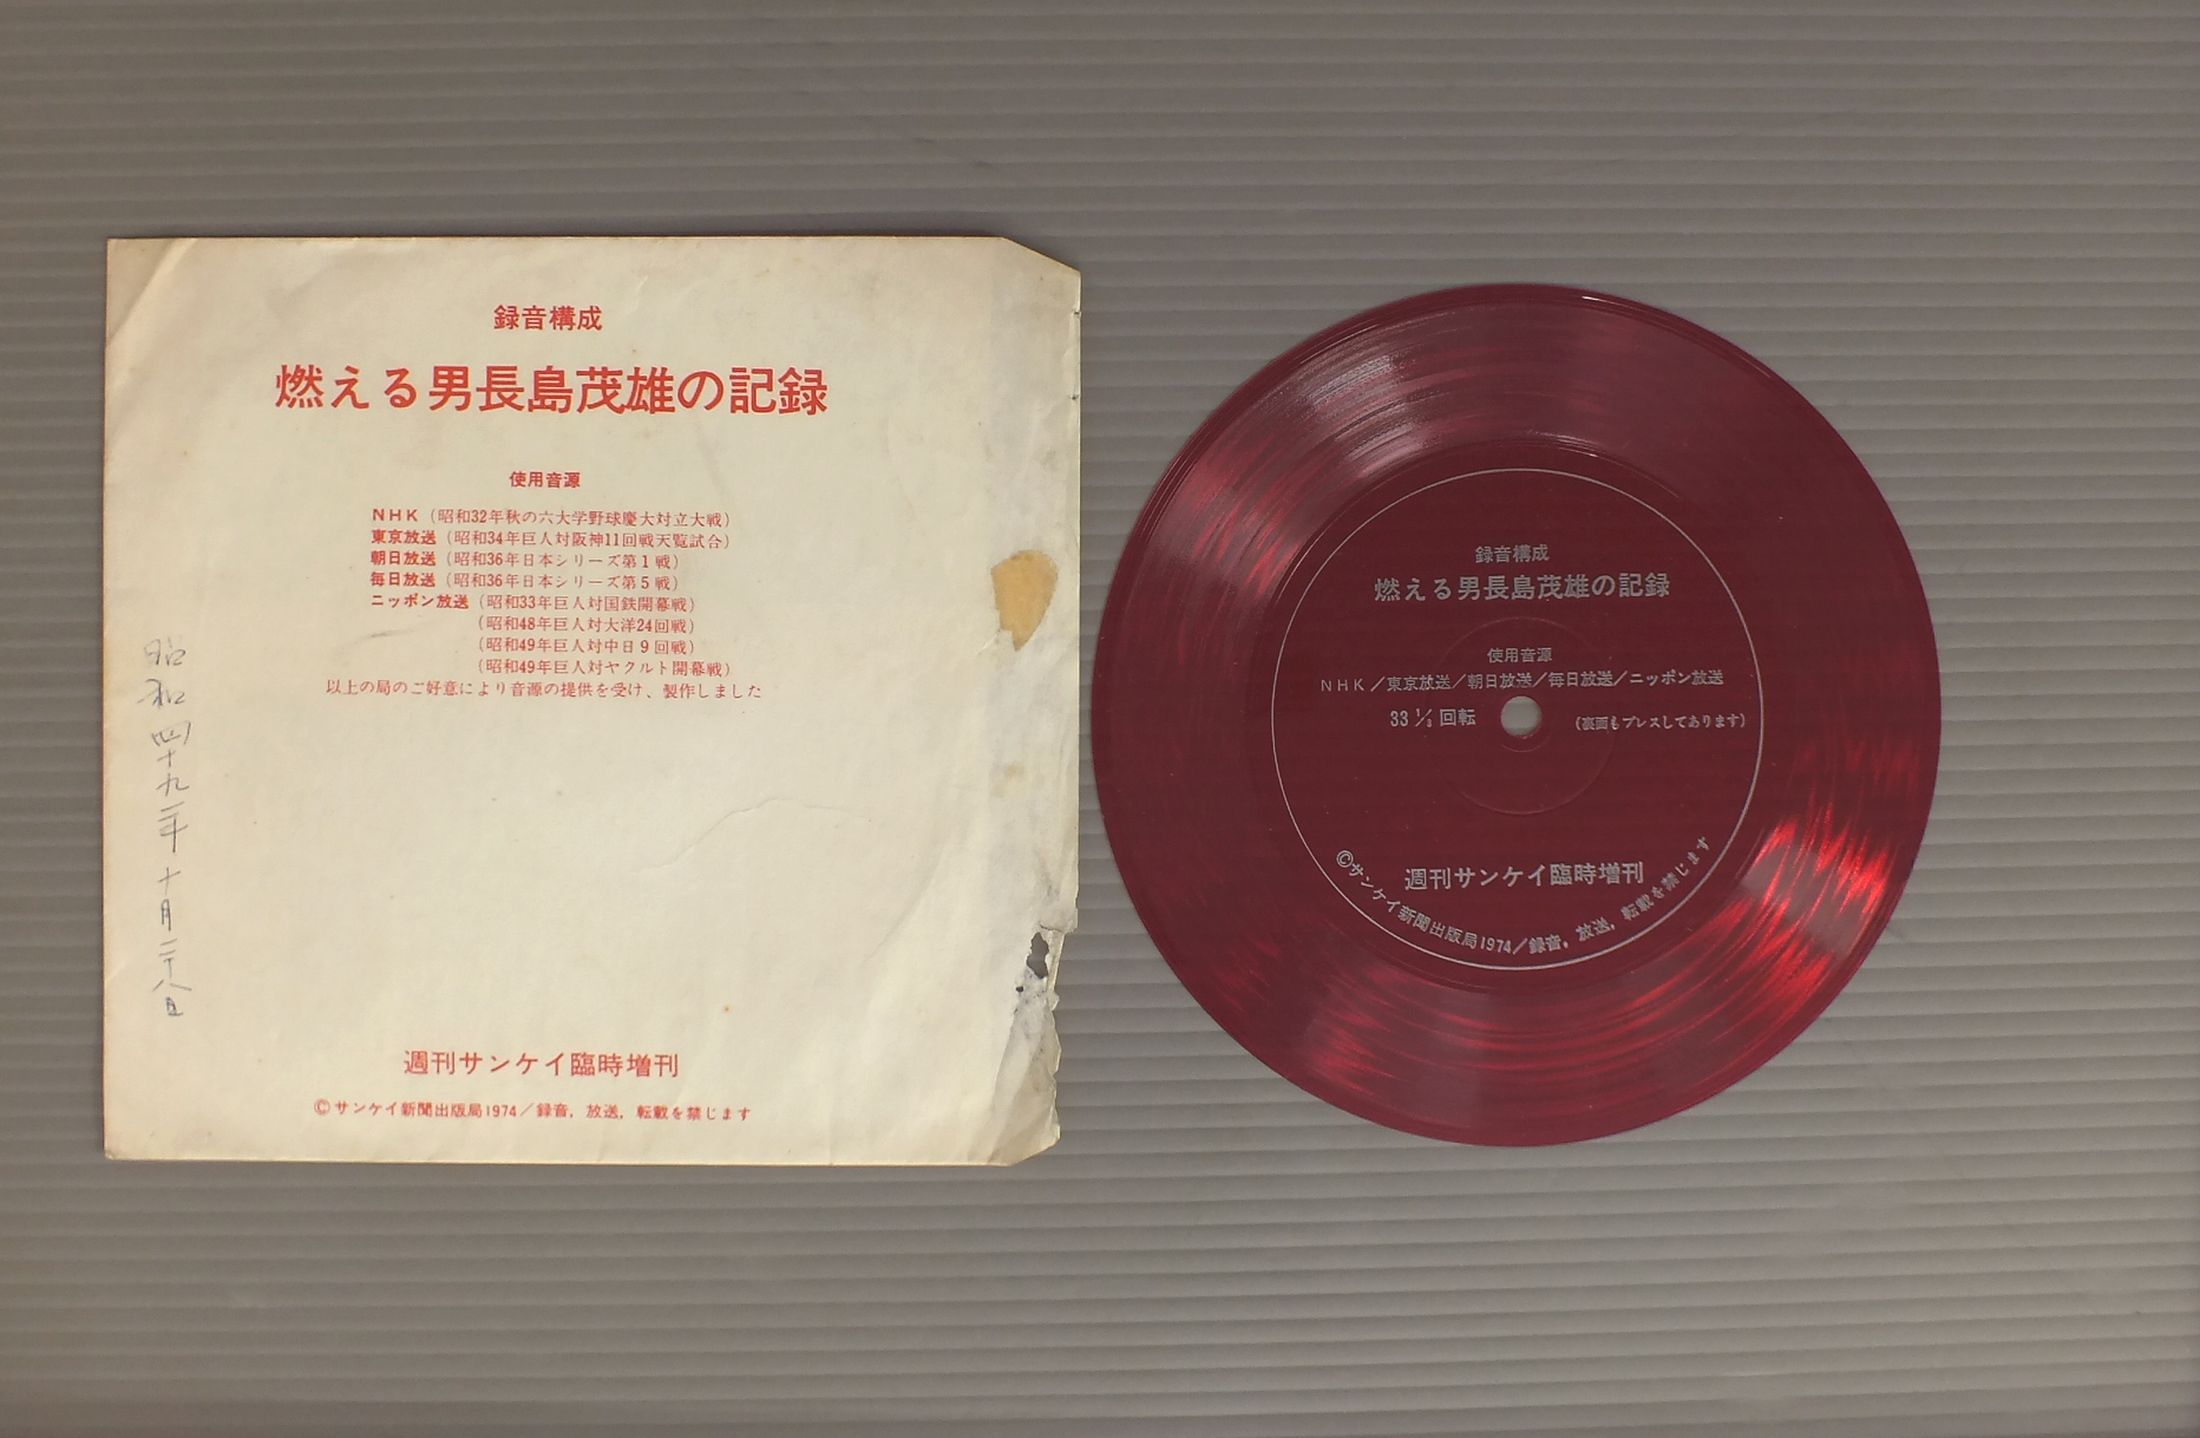 録音構成
燃える男長島茂雄の記録
使用音源
NHK(昭和32年秋の六大学野球慶大対立大戦)
東京放送(昭和34年巨人対阪神11回戦天覧試合)
朝日放送(昭和36年日本シリーズ第1戦)
毎日放送(昭和36年日本シリーズ第5戦)
ニッポン放送(昭和33年巨人対国鉄開幕戦)
(昭和48年巨人対大洋24回戦)
(昭和49年巨人対中日9回戦)
(昭和49年巨人対ヤクルト開幕戦)
以上の局のご好意により音源の提供を受け、製作しました
昭和四十九年十月二十八日
週刊サンケイ臨時増刊
©サンケイ新聞出版局1974/録音,放送,転載を禁じます
録音構成
燃える男長島茂雄の記録
使用音源
NHK/東京放送/朝日放送/毎日放送/ニッポン放送
33⅓回転
(裏面もプレスしてあります)
週刊サンケイ臨時増刊
©サンケイ新聞出版局1974/録音,放送,転載を禁じます